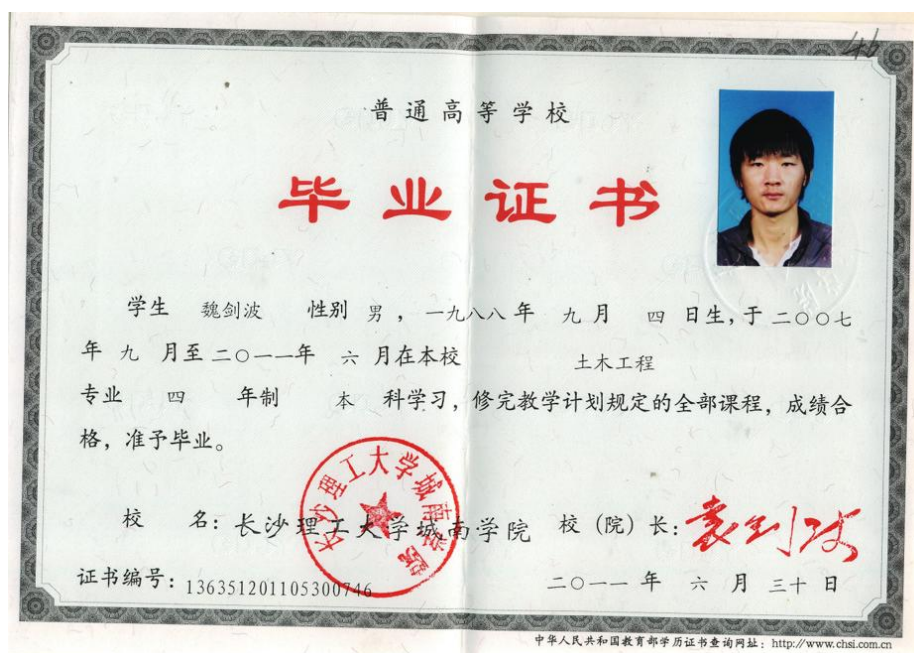 46
普通高等学校
毕业证书
学生 魏剑波 性别 男，一九八八年 九月 四 日生，于二〇〇七
年 九 月至二〇一一年 六 月在本校 土木工程
专业 四 年制 本 科学习，修完教学计划规定的全部课程，成绩合
格，准予毕业。
长沙理工大学城南学院
校 名：长沙理工大学城南学院 校（院）长：
证书编号：136351201105300746 二〇一一 年 六 月 三十 日
中华人民共和国教育部学历证书查询网址：http://www.chsi.com.cn